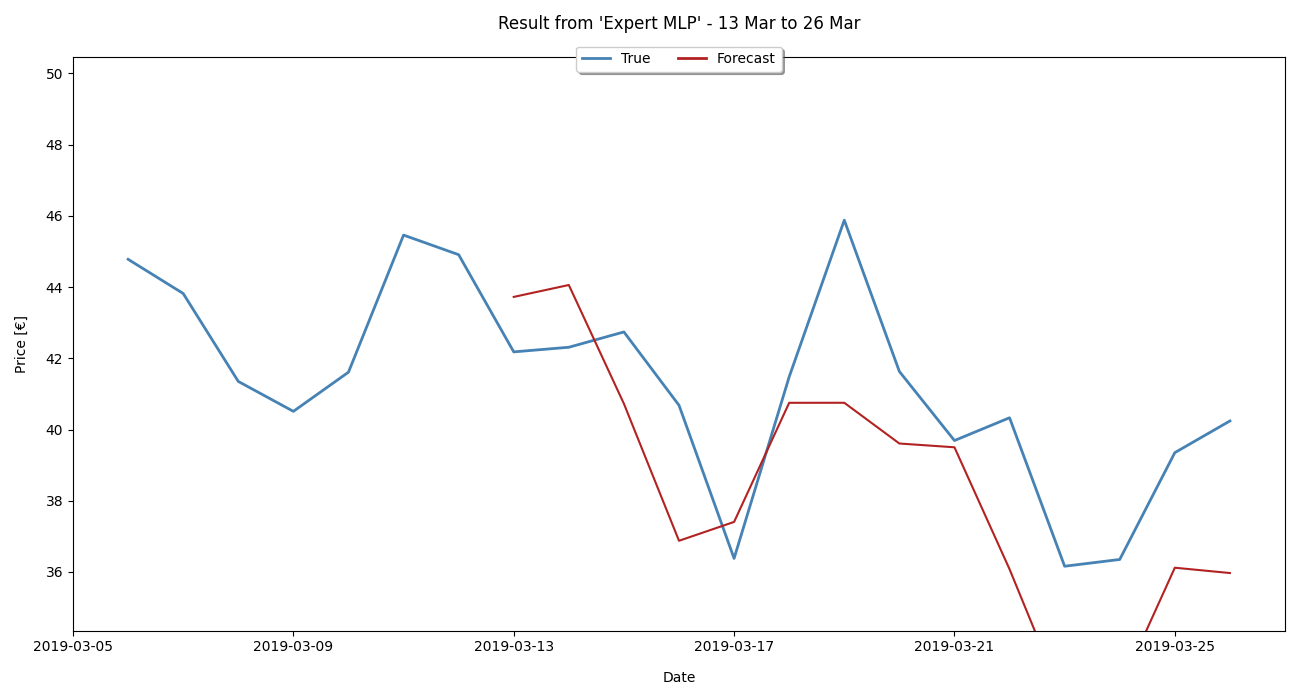 Result from 'Expert MLP' - 13 Mar to 26 Mar
True
Forecast
50
48
46
44
42
40
38
36
Price [€]
2019-03-05
2019-03-09
2019-03-13
2019-03-17
2019-03-21
2019-03-25
Date